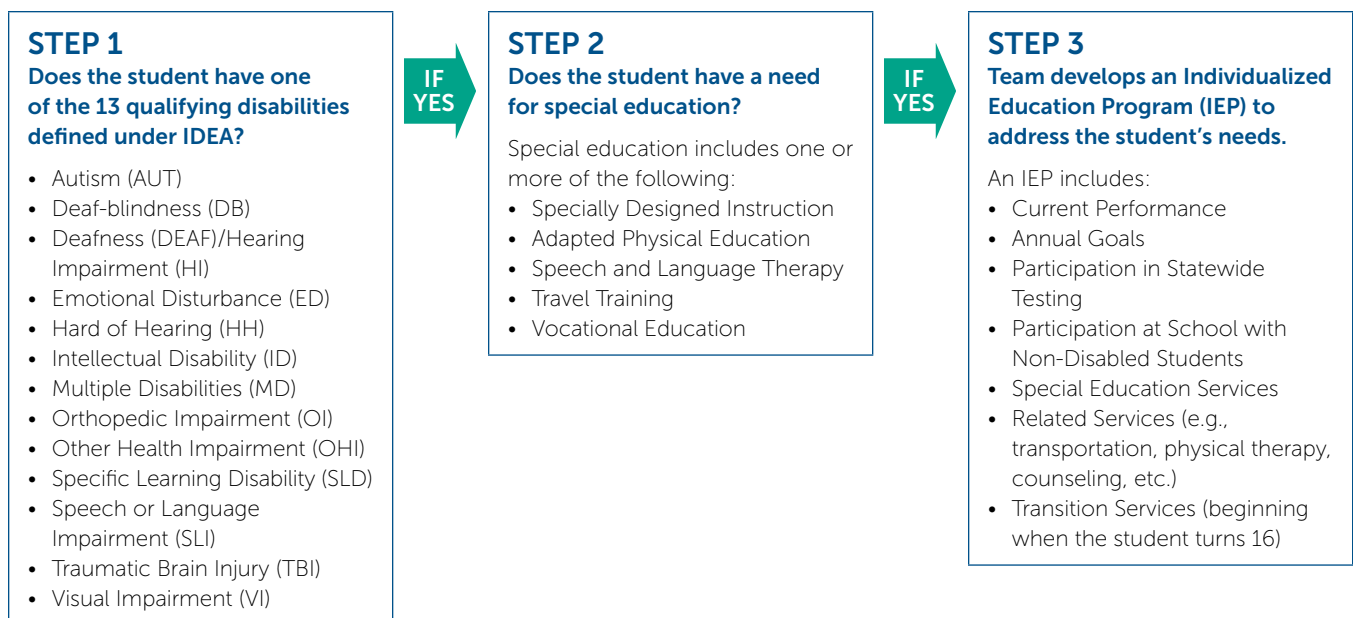 STEP 1
Does the student have one
of the 13 qualifying disabilities
defined under IDEA?
• Autism (AUT)
• Deaf-blindness (DB)
• Deafness (DEAF)/Hearing
Impairment (HI)
• Emotional Disturbance (ED)
• Hard of Hearing (HH)
• Intellectual Disability (ID)
• Multiple Disabilities (MD)
• Orthopedic Impairment (OI)
• Other Health Impairment (OHI)
• Specific Learning Disability (SLD)
• Speech or Language
Impairment (SLI)
• Traumatic Brain Injury (TBI)
• Visual Impairment (VI)
IF
YES
STEP 2
Does the student have a need
for special education?
Special education includes one or
more of the following:
• Specially Designed Instruction
• Adapted Physical Education
• Speech and Language Therapy
• Travel Training
• Vocational Education
IF
YES
STEP 3
Team develops an Individualized
Education Program (IEP) to
address the student’s needs.
An IEP includes:
• Current Performance
• Annual Goals
• Participation in Statewide
Testing
• Participation at School with
Non-Disabled Students
• Special Education Services
• Related Services (e.g.,
transportation, physical therapy,
counseling, etc.)
• Transition Services (beginning
when the student turns 16)